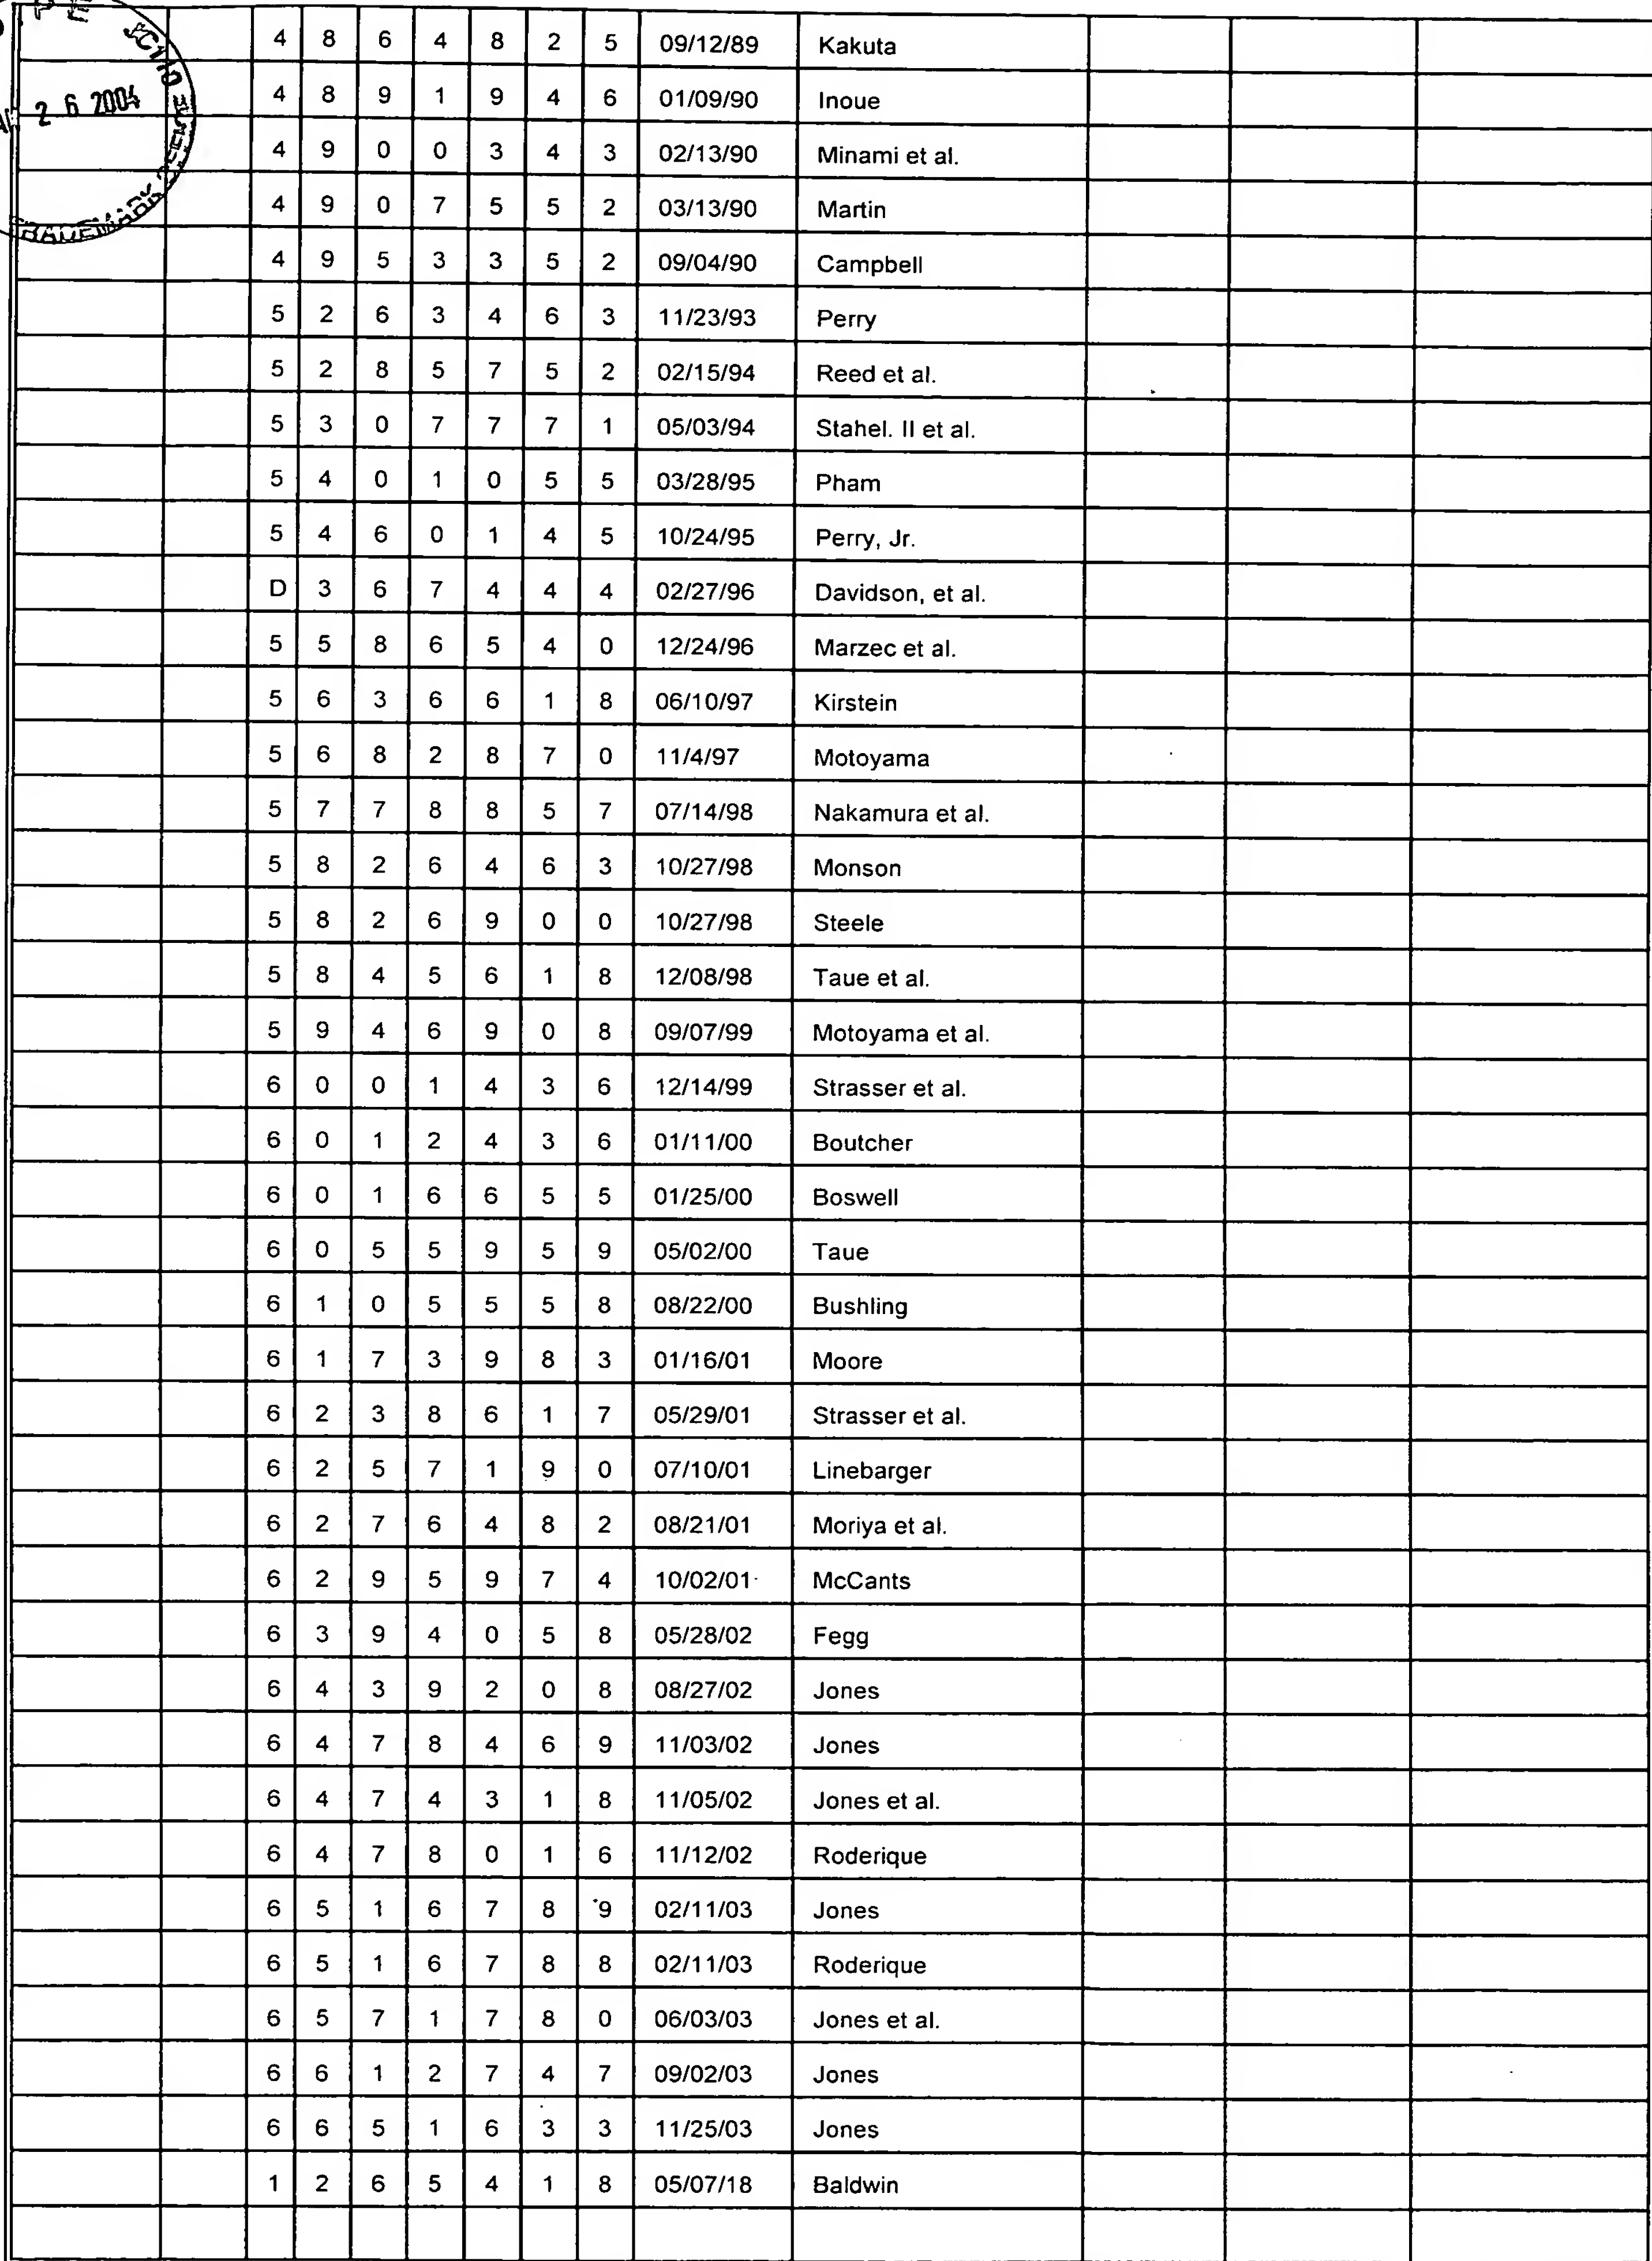 P E
2 6 2004
4 8 6 4 8 2 5 09/12/89 Kakuta
4 8 9 1 9 4 6 01/09/90 Inoue
4 9 0 0 3 4 3 02/13/90 Minami et al.
4 9 0 7 5 5 2 03/13/90 Martin
4 9 5 3 3 5 2 09/04/90 Campbell
5 2 6 3 4 6 3 11/23/93 Perry
5 2 8 5 7 5 2 02/15/94 Reed et al.
5 3 0 7 7 7 1 05/03/94 Stahel. II et al.
5 4 0 1 0 5 5 03/28/95 Pham
5 4 6 0 1 4 5 10/24/95 Perry, Jr.
D 3 6 7 4 4 4 02/27/96 Davidson, et al.
5 5 8 6 5 4 0 12/24/96 Marzec et al.
5 6 3 6 6 1 8 06/10/97 Kirstein
5 6 8 2 8 7 0 11/4/97 Motoyama
5 7 7 8 8 5 7 07/14/98 Nakamura et al.
5 8 2 6 4 6 3 10/27/98 Monson
5 8 2 6 9 0 0 10/27/98 Steele
5 8 4 5 6 1 8 12/08/98 Taue et al.
5 9 4 6 9 0 8 09/07/99 Motoyama et al.
6 0 0 1 4 3 6 12/14/99 Strasser et al.
6 0 1 2 4 3 6 01/11/00 Boutcher
6 0 1 6 6 5 5 01/25/00 Boswell
6 0 5 5 9 5 9 05/02/00 Taue
6 1 0 5 5 5 8 08/22/00 Bushling
6 1 7 3 9 8 3 01/16/01 Moore
6 2 3 8 6 1 7 05/29/01 Strasser et al.
6 2 5 7 1 9 0 07/10/01 Linebarger
6 2 7 6 4 8 2 08/21/01 Moriya et al.
6 2 9 5 9 7 4 10/02/01 McCants
6 3 9 4 0 5 8 05/28/02 Fegg
6 4 3 9 2 0 8 08/27/02 Jones
6 4 7 8 4 6 9 11/03/02 Jones
6 4 7 4 3 1 8 11/05/02 Jones et al.
6 4 7 8 0 1 6 11/12/02 Roderique
6 5 1 6 7 8 9 02/11/03 Jones
6 5 1 6 7 8 8 02/11/03 Roderique
6 5 7 1 7 8 0 06/03/03 Jones et al.
6 6 1 2 7 4 7 09/02/03 Jones
6 6 5 1 6 3 3 11/25/03 Jones
1 2 6 5 4 1 8 05/07/18 Baldwin